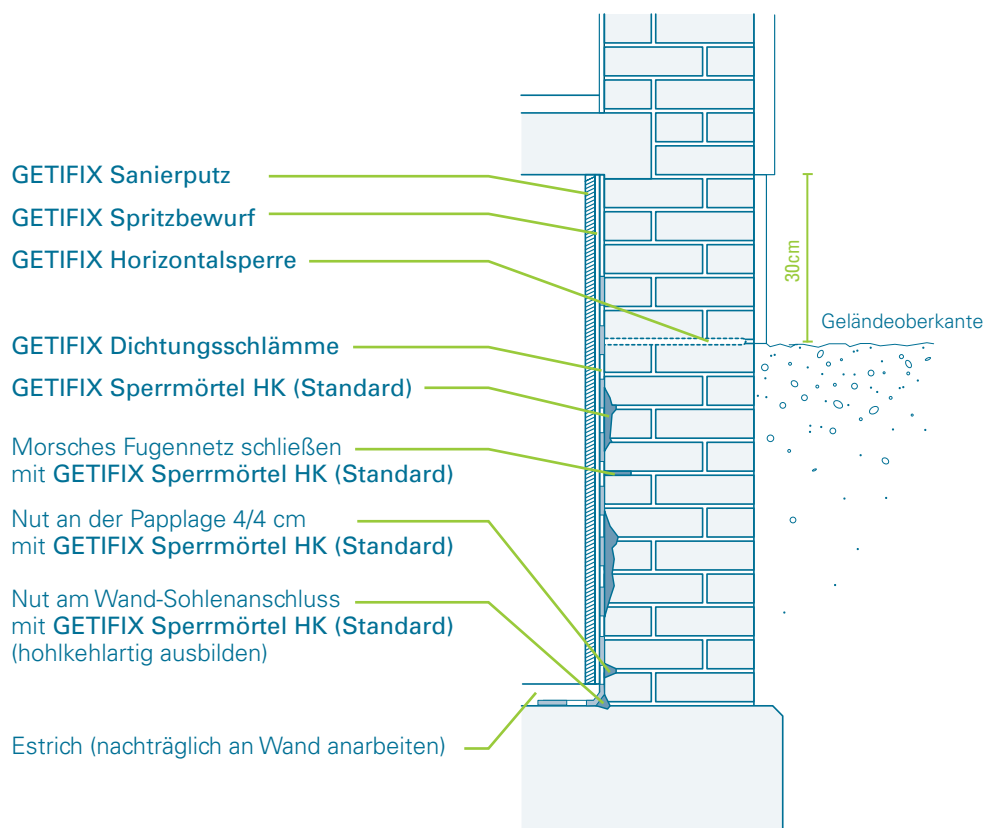 GETIFIX Sanierputz
GETIFIX Spritzbewurf
GETIFIX Horizontalsperre
30cm
Geländeoberkante
GETIFIX Dichtungsschlämme
GETIFIX Sperrmörtel HK (Standard)
Morsches Fugennetz schließen
mit GETIFIX Sperrmörtel HK (Standard)
Nut an der Papplage 4/4 cm
mit GETIFIX Sperrmörtel HK (Standard)
Nut am Wand-Sohlenanschluss
mit GETIFIX Sperrmörtel HK (Standard)
(hohlkehlartig ausbilden)
Estrich (nachträglich an Wand anarbeiten)